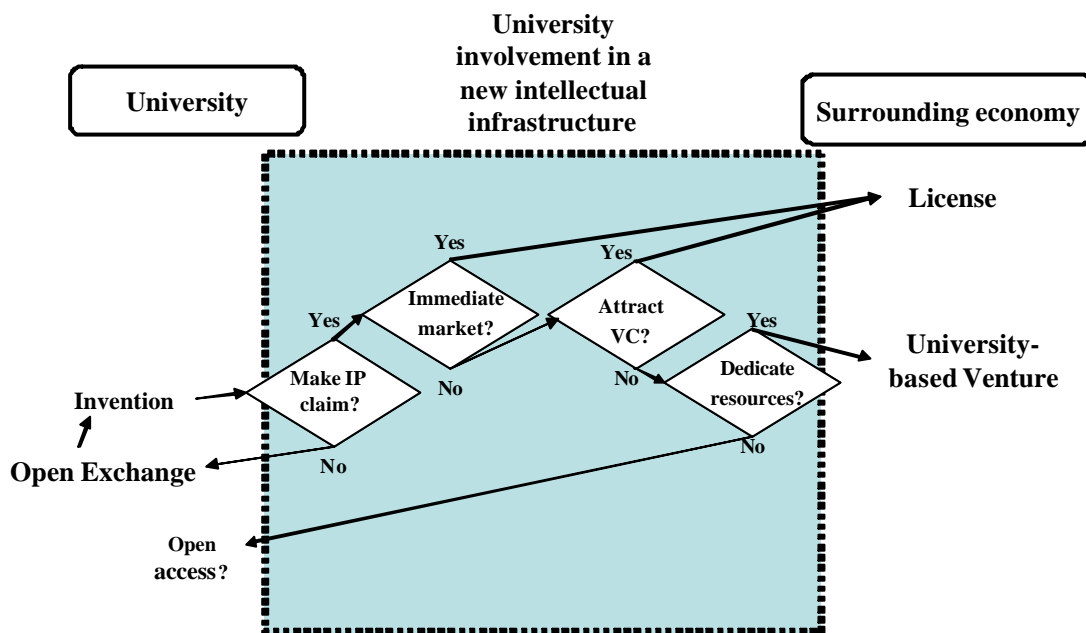 University
involvement in a
new intellectual
infrastructure
University
Surrounding economy
License
Yes
Yes
Immediate
market?
Attract
VC?
Yes
Yes
University-
based Venture
No
No
Dedicate
resources?
Make IP
claim?
Invention
Open Exchange
No
No
Open
access?